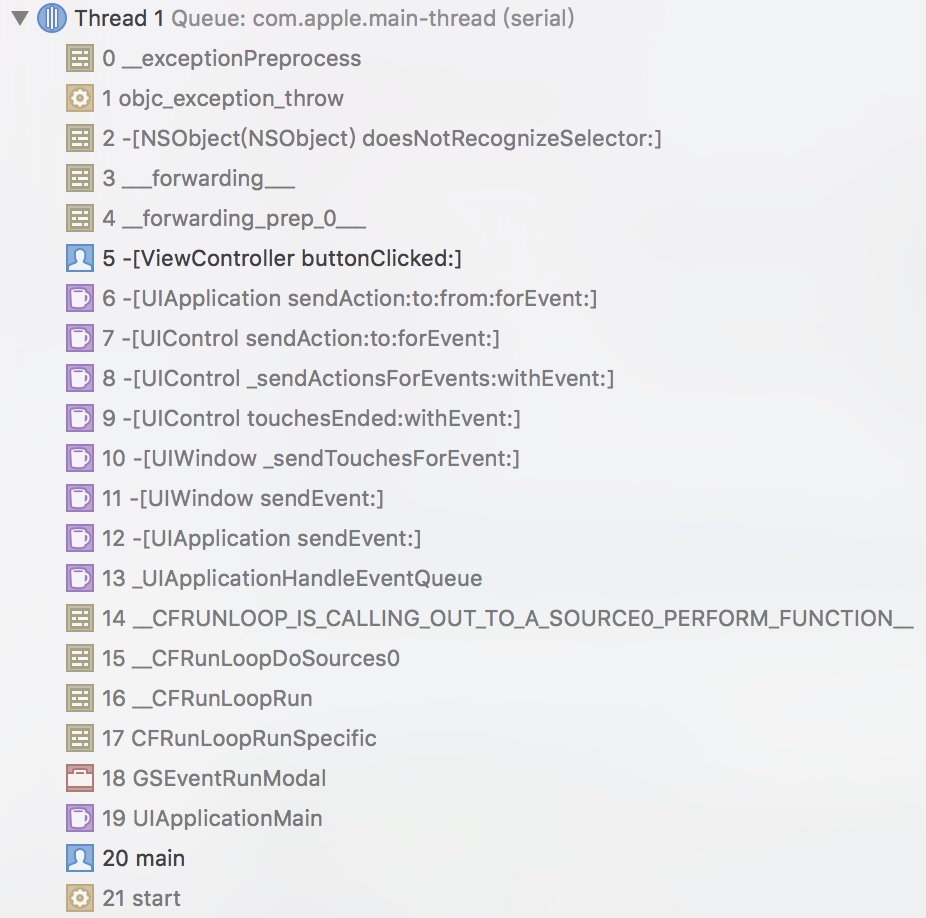 Thread 1 Queue: com.apple.main-thread (serial)
0 __exceptionPreprocess
1 objc_exception_throw
2 -[NSObject(NSObject) doesNotRecognizeSelector:]
3 ___forwarding___
4 __forwarding_prep_0___
5 -[ViewController buttonClicked:]
6 -[UIApplication sendAction:to:from:forEvent:]
7 -[UIControl sendAction:to:forEvent:]
8 -[UIControl _sendActionsForEvents:withEvent:]
9 -[UIControl touchesEnded:withEvent:]
10 -[UIWindow _sendTouchesForEvent:]
11 -[UIWindow sendEvent:]
12 -[UIApplication sendEvent:]
13 _UIApplicationHandleEventQueue
14 __CFRUNLOOP_IS_CALLING_OUT_TO_A_SOURCE0_PERFORM_FUNCTION__
15 __CFRunLoopDoSources0
16 __CFRunLoopRun
17 CFRunLoopRunSpecific
18 GSEventRunModal
19 UIApplicationMain
20 main
21 start